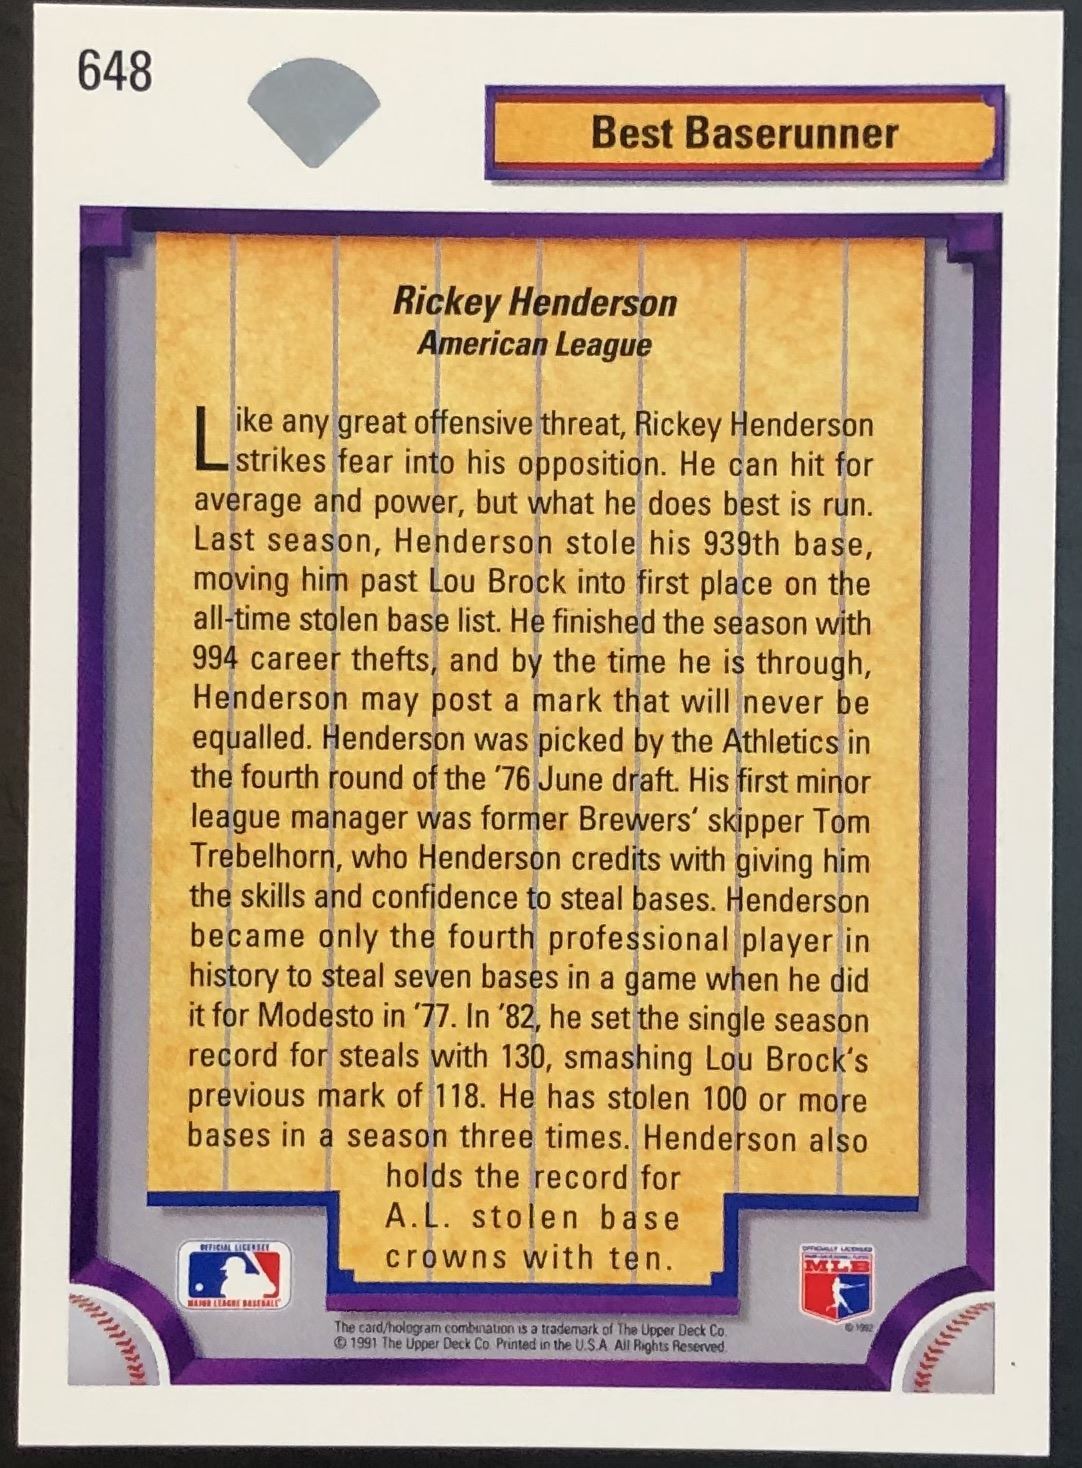 648
Best Baserunner
Rickey Henderson
American League
Like any great offensive threat, Rickey Henderson
strikes fear into his opposition. He can hit for
average and power, but what he does best is run.
Last season, Henderson stole his 939th base,
moving him past Lou Brock into first place on the
all-time stolen base list. He finished the season with
994 career thefts, and by the time he is through,
Henderson may post a mark that will never be
equalled. Henderson was picked by the Athletics in
the fourth round of the '76 June draft. His first minor
league manager was former Brewers' skipper Tom
Trebelhorn, who Henderson credits with giving him
the skills and confidence to steal bases. Henderson
became only the fourth professional player in
history to steal seven bases in a game when he did
it for Modesto in '77. In '82, he set the single season
record for steals with 130, smashing Lou Brock's
previous mark of 118. He has stolen 100 or more
bases in a season three times. Henderson also
holds the record for
A.L. stolen base
crowns with ten.
OFFICIAL LICENSEE
MAJOR LEAGUE BASEBALL
OFFICIALLY LICENSED
MLB
© 1992
The card/hologram combination is a trademark of The Upper Deck Co.
© 1991 The Upper Deck Co. Printed in the U.S.A. All Rights Reserved.